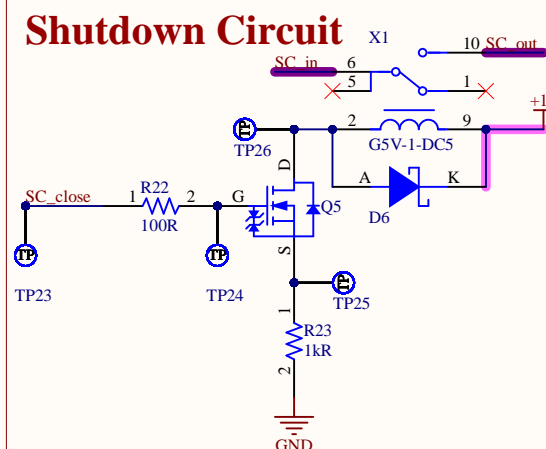 Shutdown Circuit
X1
10 SC_out
SC_in 6
5 1
+1
2 9
G5V-1-DC5
TP26
D
A K
D6
R22
SC_close 1 2 G
100R
Q5
TP TP
TP23 TP24
S
TP
TP25
1
R23
1kR
2
GND